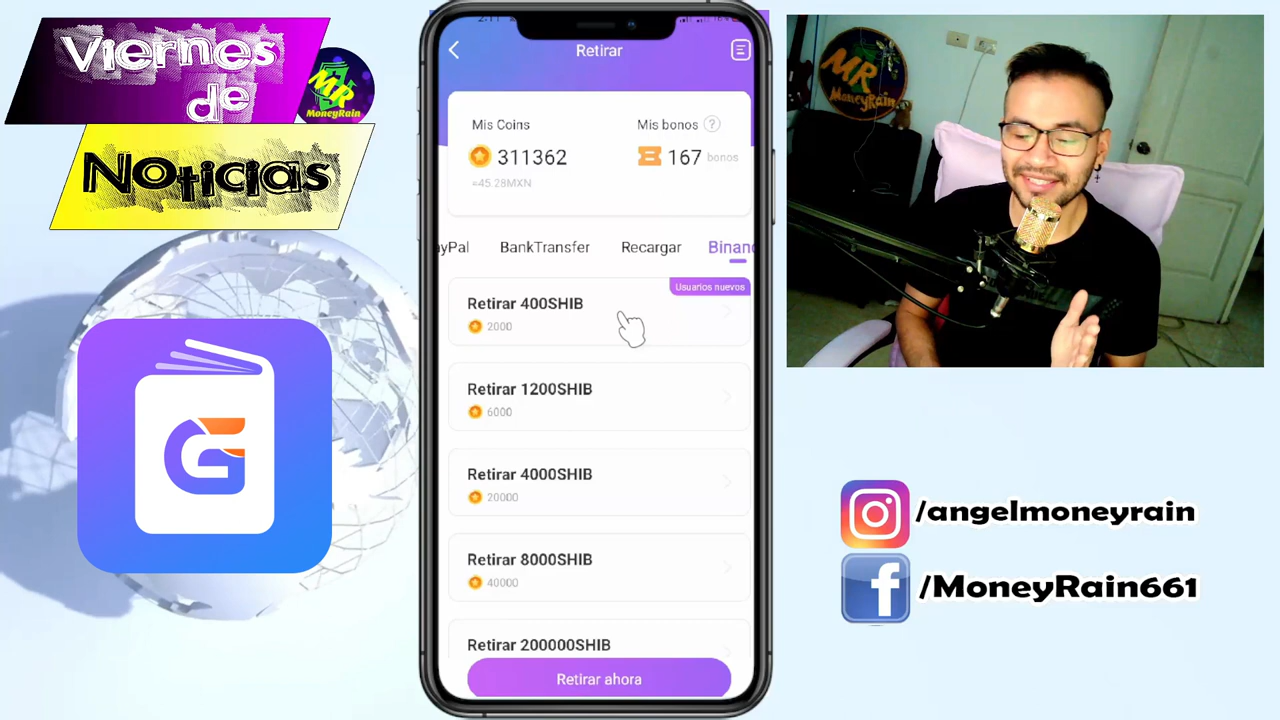 Viernes
de
Noticias
MR
MoneyRain
G
Retirar
Mis Coins
Mis bonos ?
311362
167 bonos
≈45.28MXN
yPal BankTransfer Recargar Binanc
Usuarios nuevos
Retirar 400SHIB
2000
Retirar 1200SHIB
6000
Retirar 4000SHIB
20000
Retirar 8000SHIB
40000
Retirar 200000SHIB
Retirar ahora
MR
MoneyRain
/angelmoneyrain
f /MoneyRain661